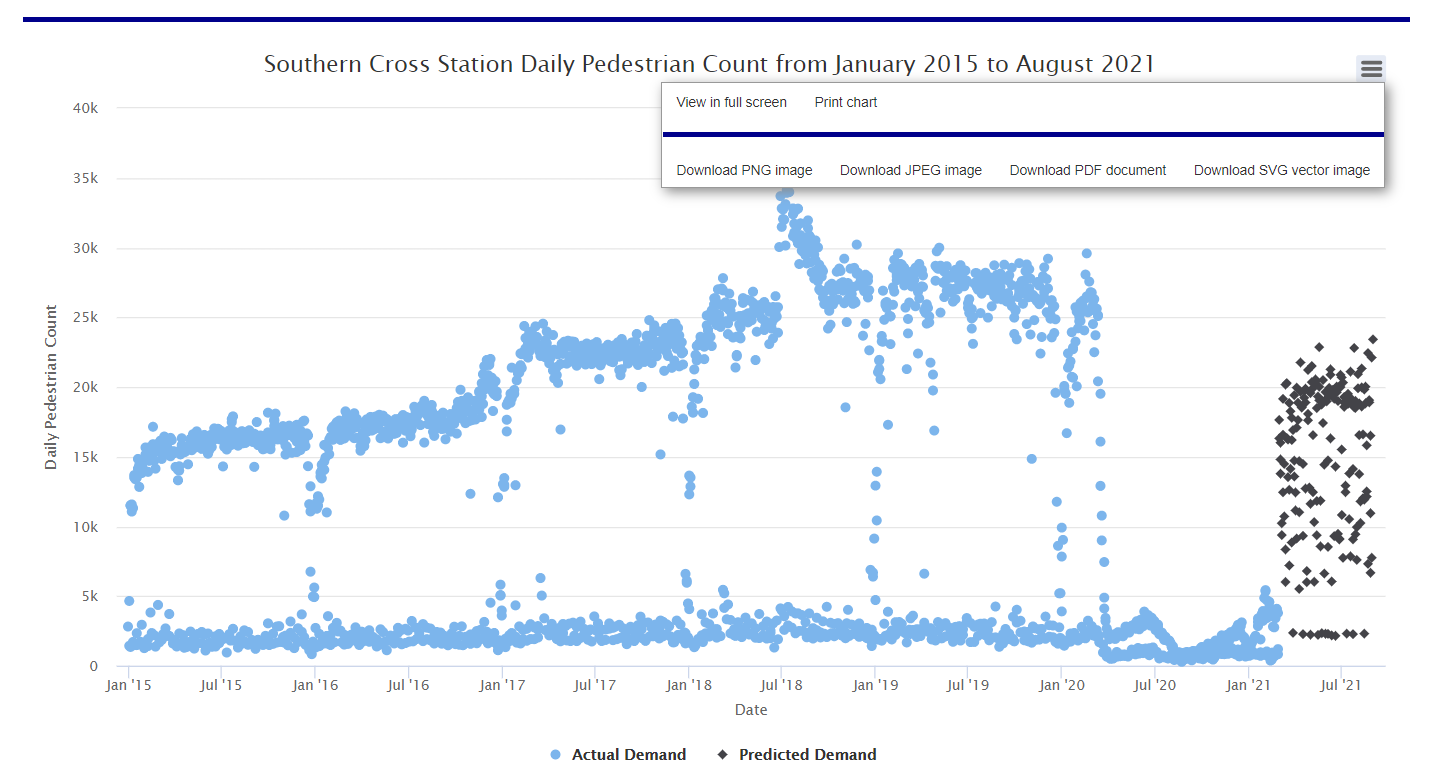 Southern Cross Station Daily Pedestrian Count from January 2015 to August 2021
View in full screen Print chart
Download PNG image Download JPEG image Download PDF document Download SVG vector image
40k
35k
30k
25k
20k
15k
10k
5k
0
Daily Pedestrian Count
Jan '15 Jul '15 Jan '16 Jul '16 Jan '17 Jul '17 Jan '18 Jul '18 Jan '19 Jul '19 Jan '20 Jul '20 Jan '21 Jul '21
Date
Actual Demand Predicted Demand